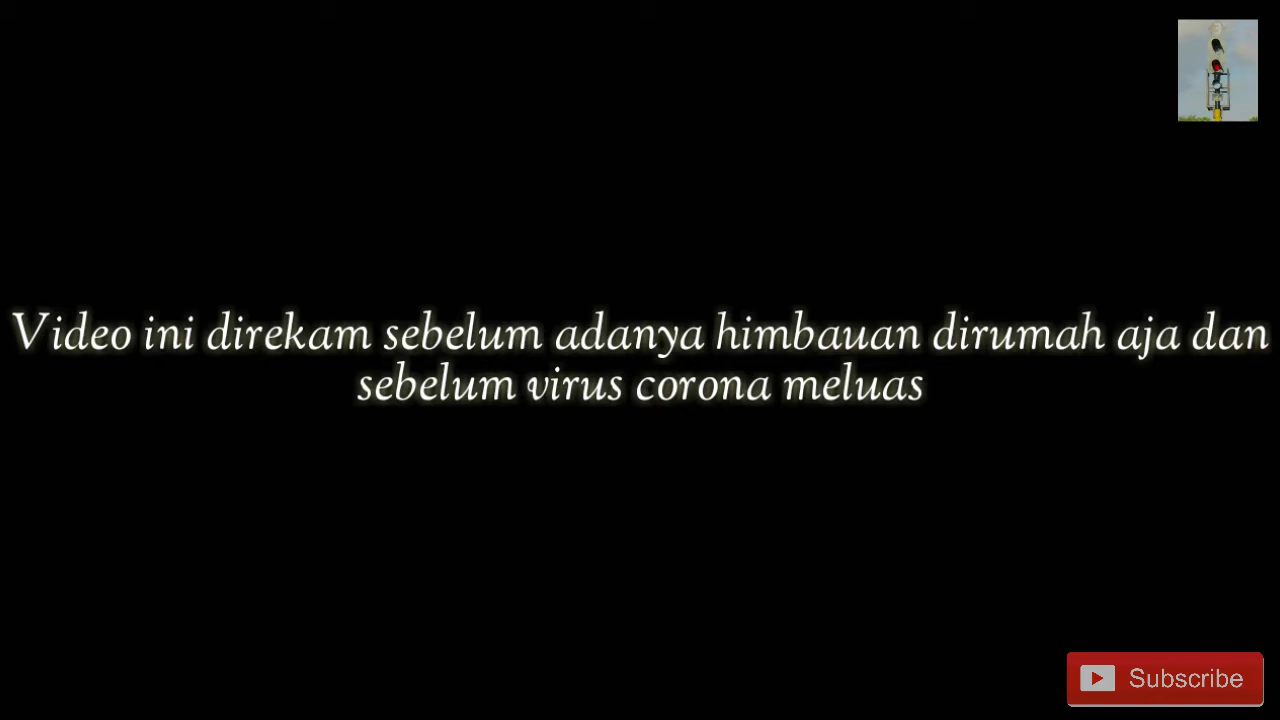 Video ini direkam sebelum adanya himbauan dirumah aja dan
sebelum virus corona meluas
Subscribe